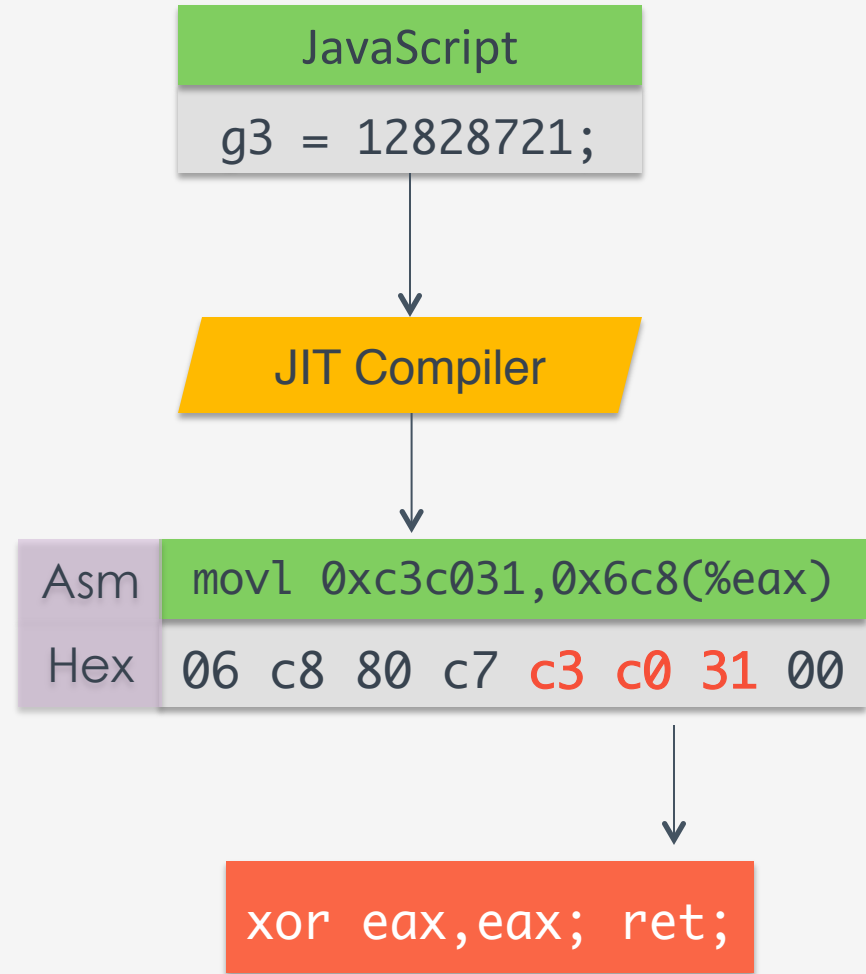 JavaScript
g3 = 12828721;
JIT Compiler
Asm movl 0xc3c031,0x6c8(%eax)
Hex 06 c8 80 c7 c3 c0 31 00
xor eax,eax; ret;